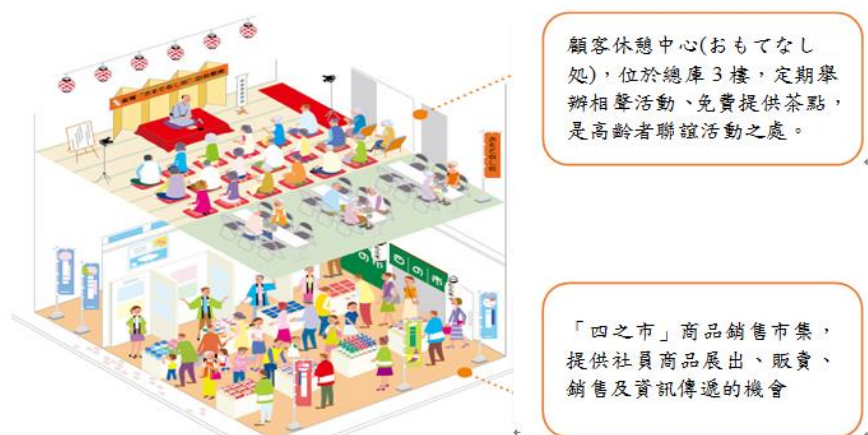 顧客休憩中心(おもてなし
処)，位於總庫 3 樓，定期舉
辦相聲活動、免費提供茶點，
是高齡者聯誼活動之處。
「四之市」商品銷售市集，
提供社員商品展出、販賣、
銷售及資訊傳遞的機會